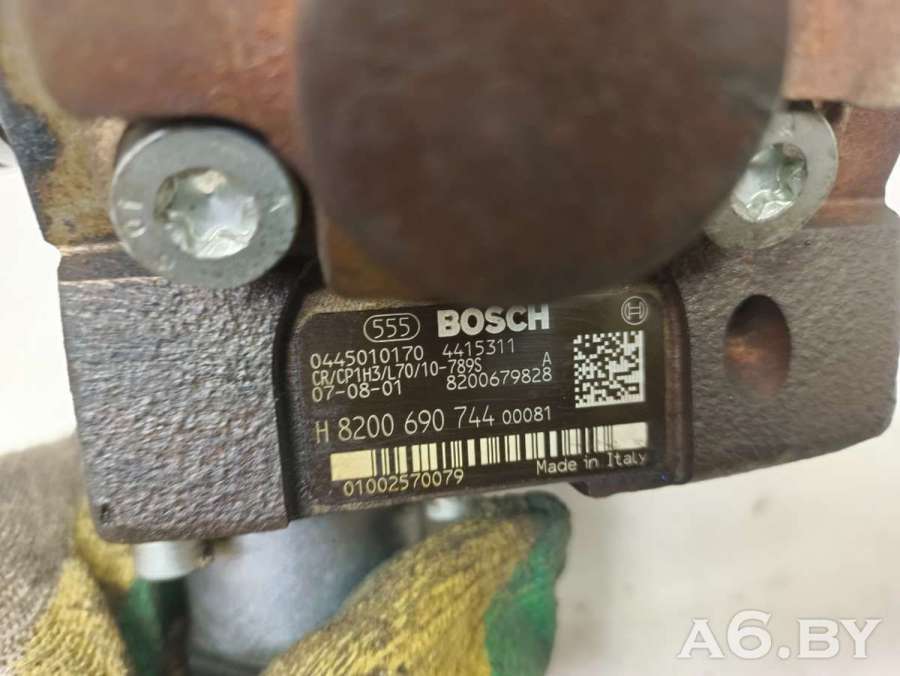 555 BOSCH
0445010170 4415311
CR/CP1H3/L70/10-789S A
07-08-01 8200679828
H 8200 690 744 00081
01002570079 Made in Italy
10
A6.BY